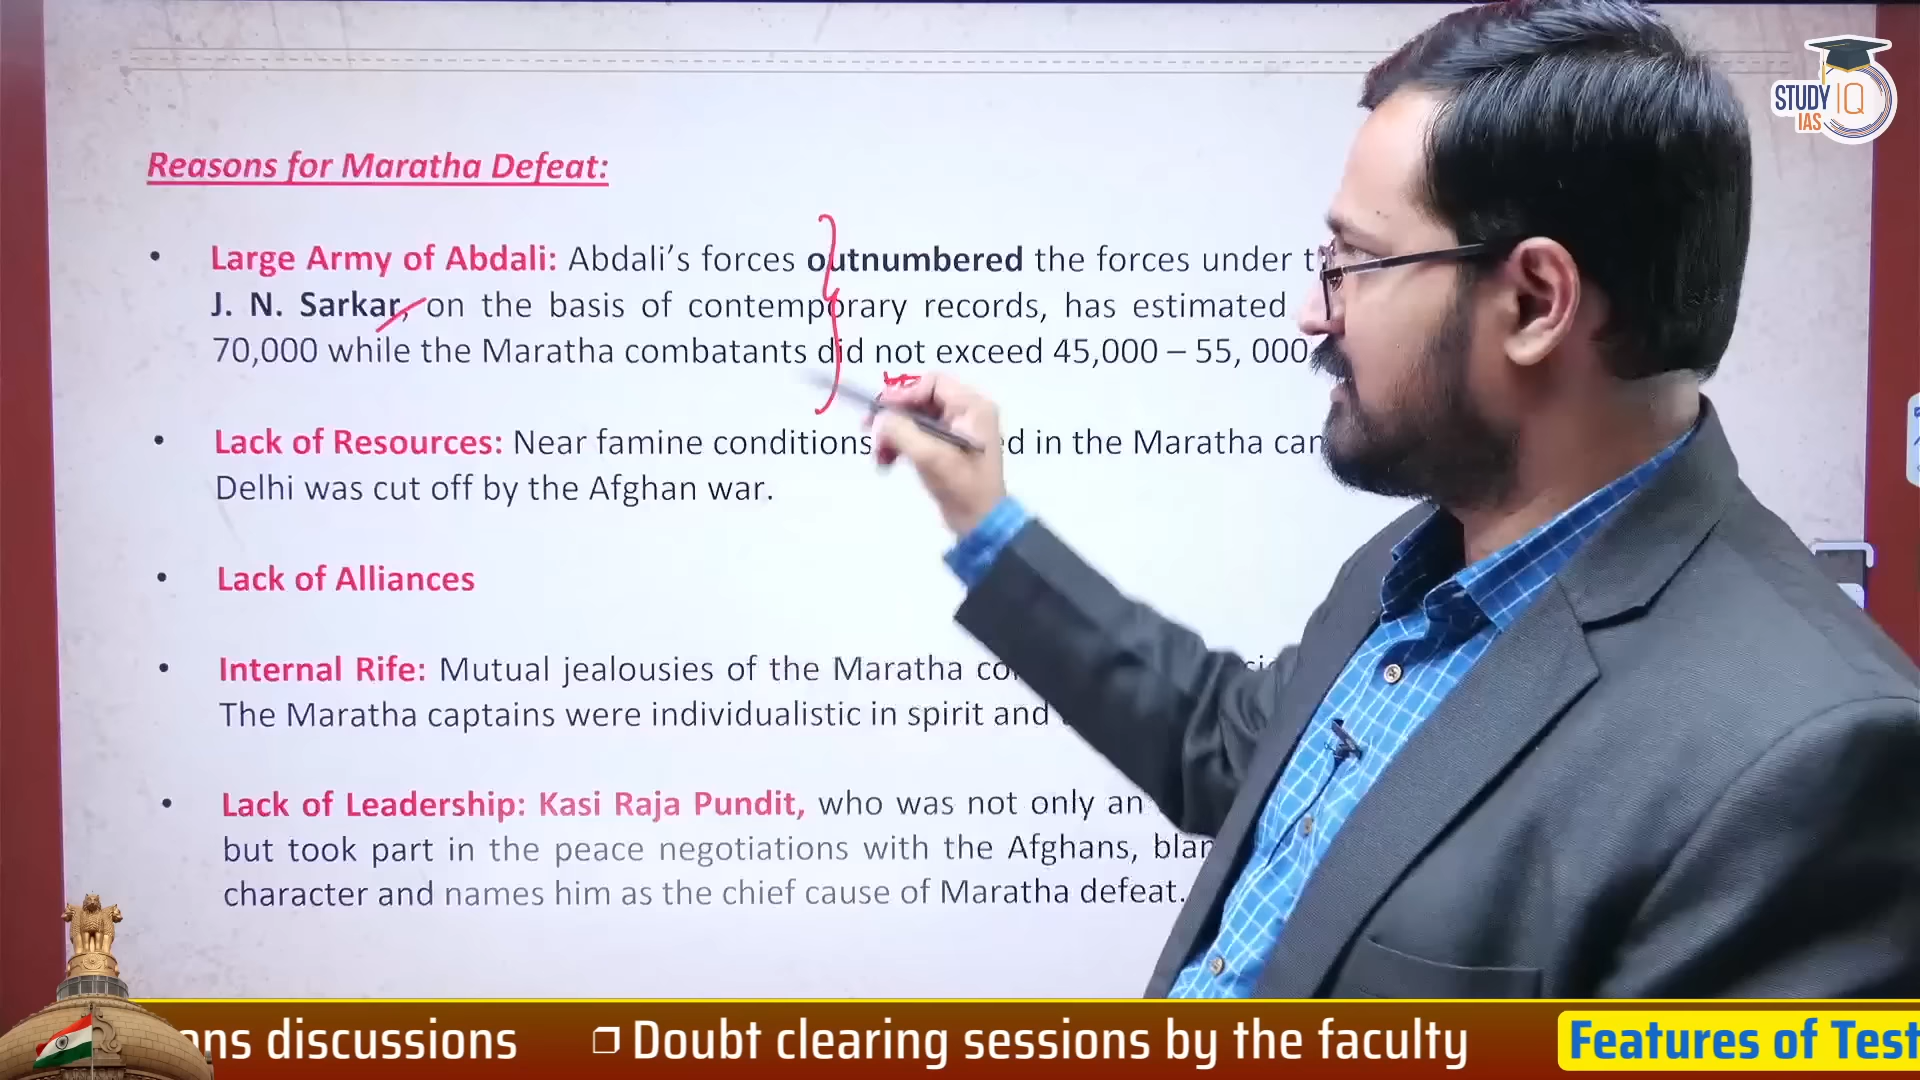 STUDY IQ
IAS
Reasons for Maratha Defeat:
• Large Army of Abdali: Abdali's forces outnumbered the forces under
J. N. Sarkar, on the basis of contemporary records, has estimated
70,000 while the Maratha combatants did not exceed 45,000 – 55, 000
• Lack of Resources: Near famine conditions in the Maratha
Delhi was cut off by the Afghan war.
• Lack of Alliances
• Internal Rife: Mutual jealousies of the Maratha
The Maratha captains were individualistic in spirit and
• Lack of Leadership: Kasi Raja Pundit, who was not only an
but took part in the peace negotiations with the Afghans,
character and names him as the chief cause of Maratha defeat.
ons discussions ❐ Doubt clearing sessions by the faculty Features of Test